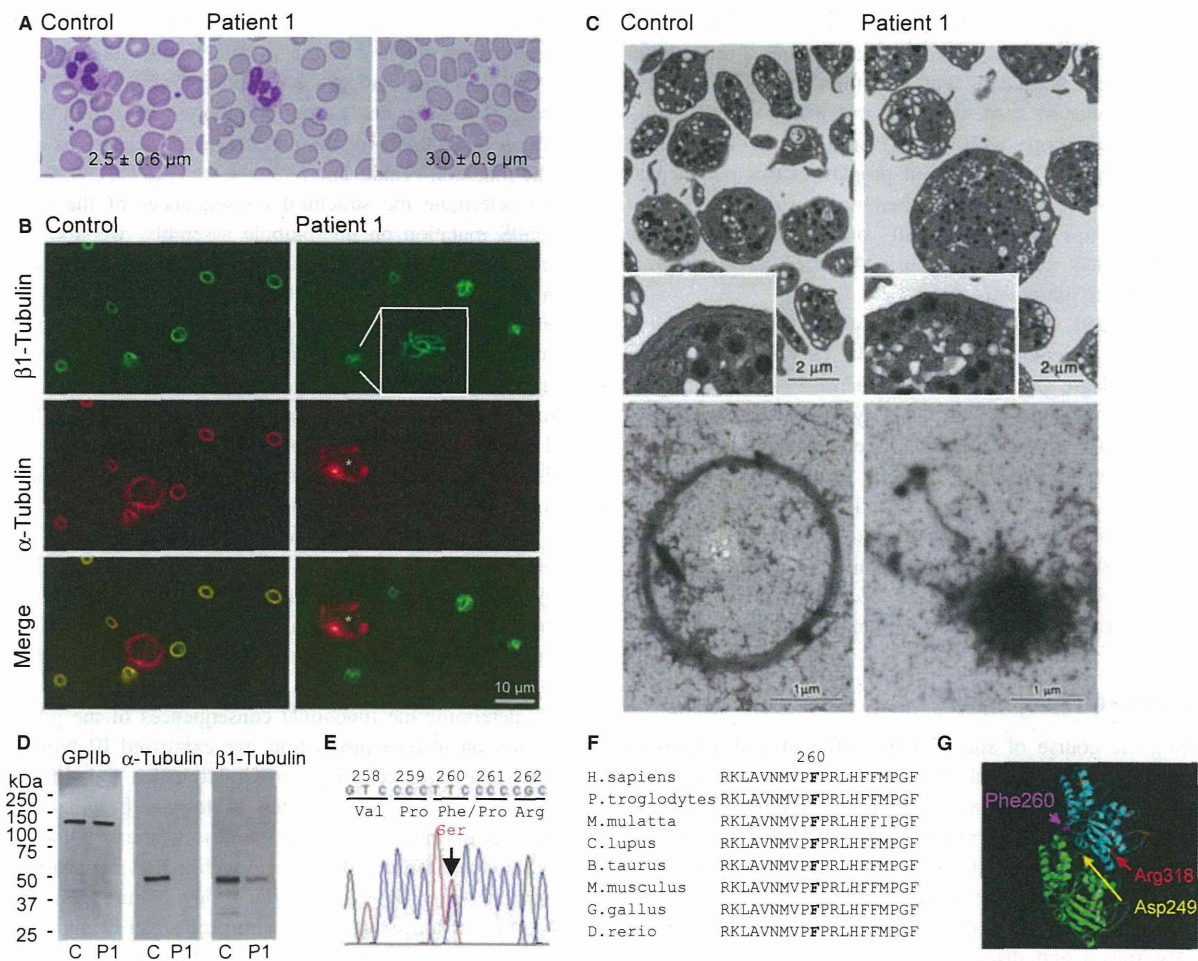 A
Control
Patient 1
2.5 ± 0.6 µm
3.0 ± 0.9 µm
B
Control
Patient 1
β1-Tubulin
α-Tubulin
*
Merge
*
10 µm
C
Control
Patient 1
2 µm
2 µm
1µm
1µm
D
GPIIb
α-Tubulin
β1-Tubulin
kDa
250
150
100
75
50
37
25
C P1
C P1
C P1
E
258 259 260 261 262
G T C C C C T T C C C C C G C
Val Pro Phe/Pro Arg
Ser
F
260
H.sapiens RKLAVNMVPFPRLHFFMPGF
P.troglodytes RKLAVNMVPFPRLHFFMPGF
M.mulatta RKLAVNMVPFPRLHFFIPGF
C.lupus RKLAVNMVPFPRLHFFMPGF
B.taurus RKLAVNMVPFPRLHFFMPGF
M.musculus RKLAVNMVPFPRLHFFMPGF
G.gallus RKLAVNMVPFPRLHFFMPGF
D.rerio RKLAVNMVPFPRLHFFMPGF
G
Phe260
Arg318
Asp249